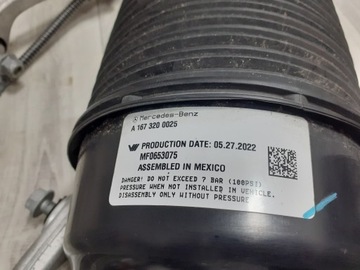 Mercedes-Benz
A 167 320 0025
PRODUCTION DATE: 05.27.2022
MF0653075
ASSEMBLED IN MEXICO
DANGER! DO NOT EXCEED 7 BAR (100PSI)
PRESSURE WHEN NOT INSTALLED IN VEHICLE.
DISASSEMBLY ONLY WITHOUT PRESSURE